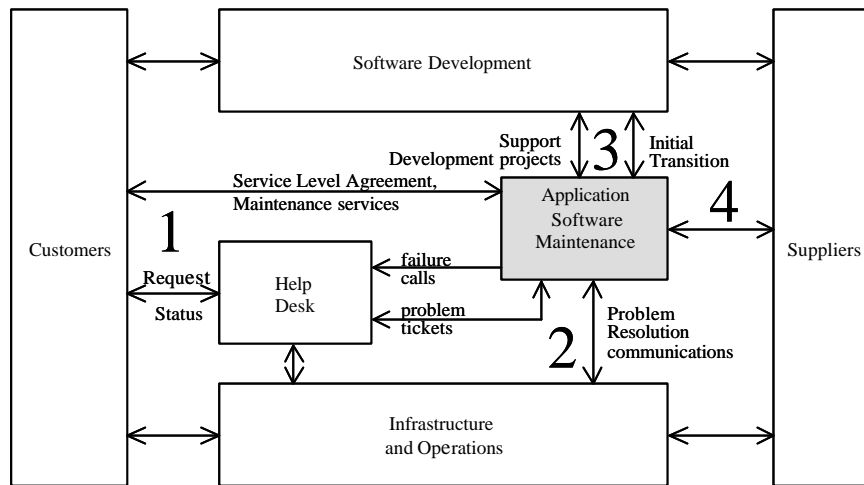 Software Development
Support
Development projects
3
Initial
Transition
Service Level Agreement,
Maintenance services
Application
Software
Maintenance
4
Customers
1
Suppliers
Request
Status
Help
Desk
failure
calls
problem
tickets
2
Problem
Resolution
communications
Infrastructure
and Operations